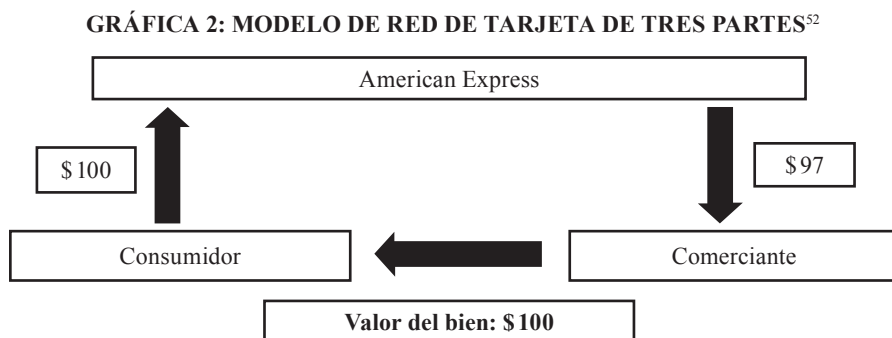 GRÁFICA 2: MODELO DE RED DE TARJETA DE TRES PARTES52
American Express
$100
$97
Consumidor
Comerciante
Valor del bien: $100